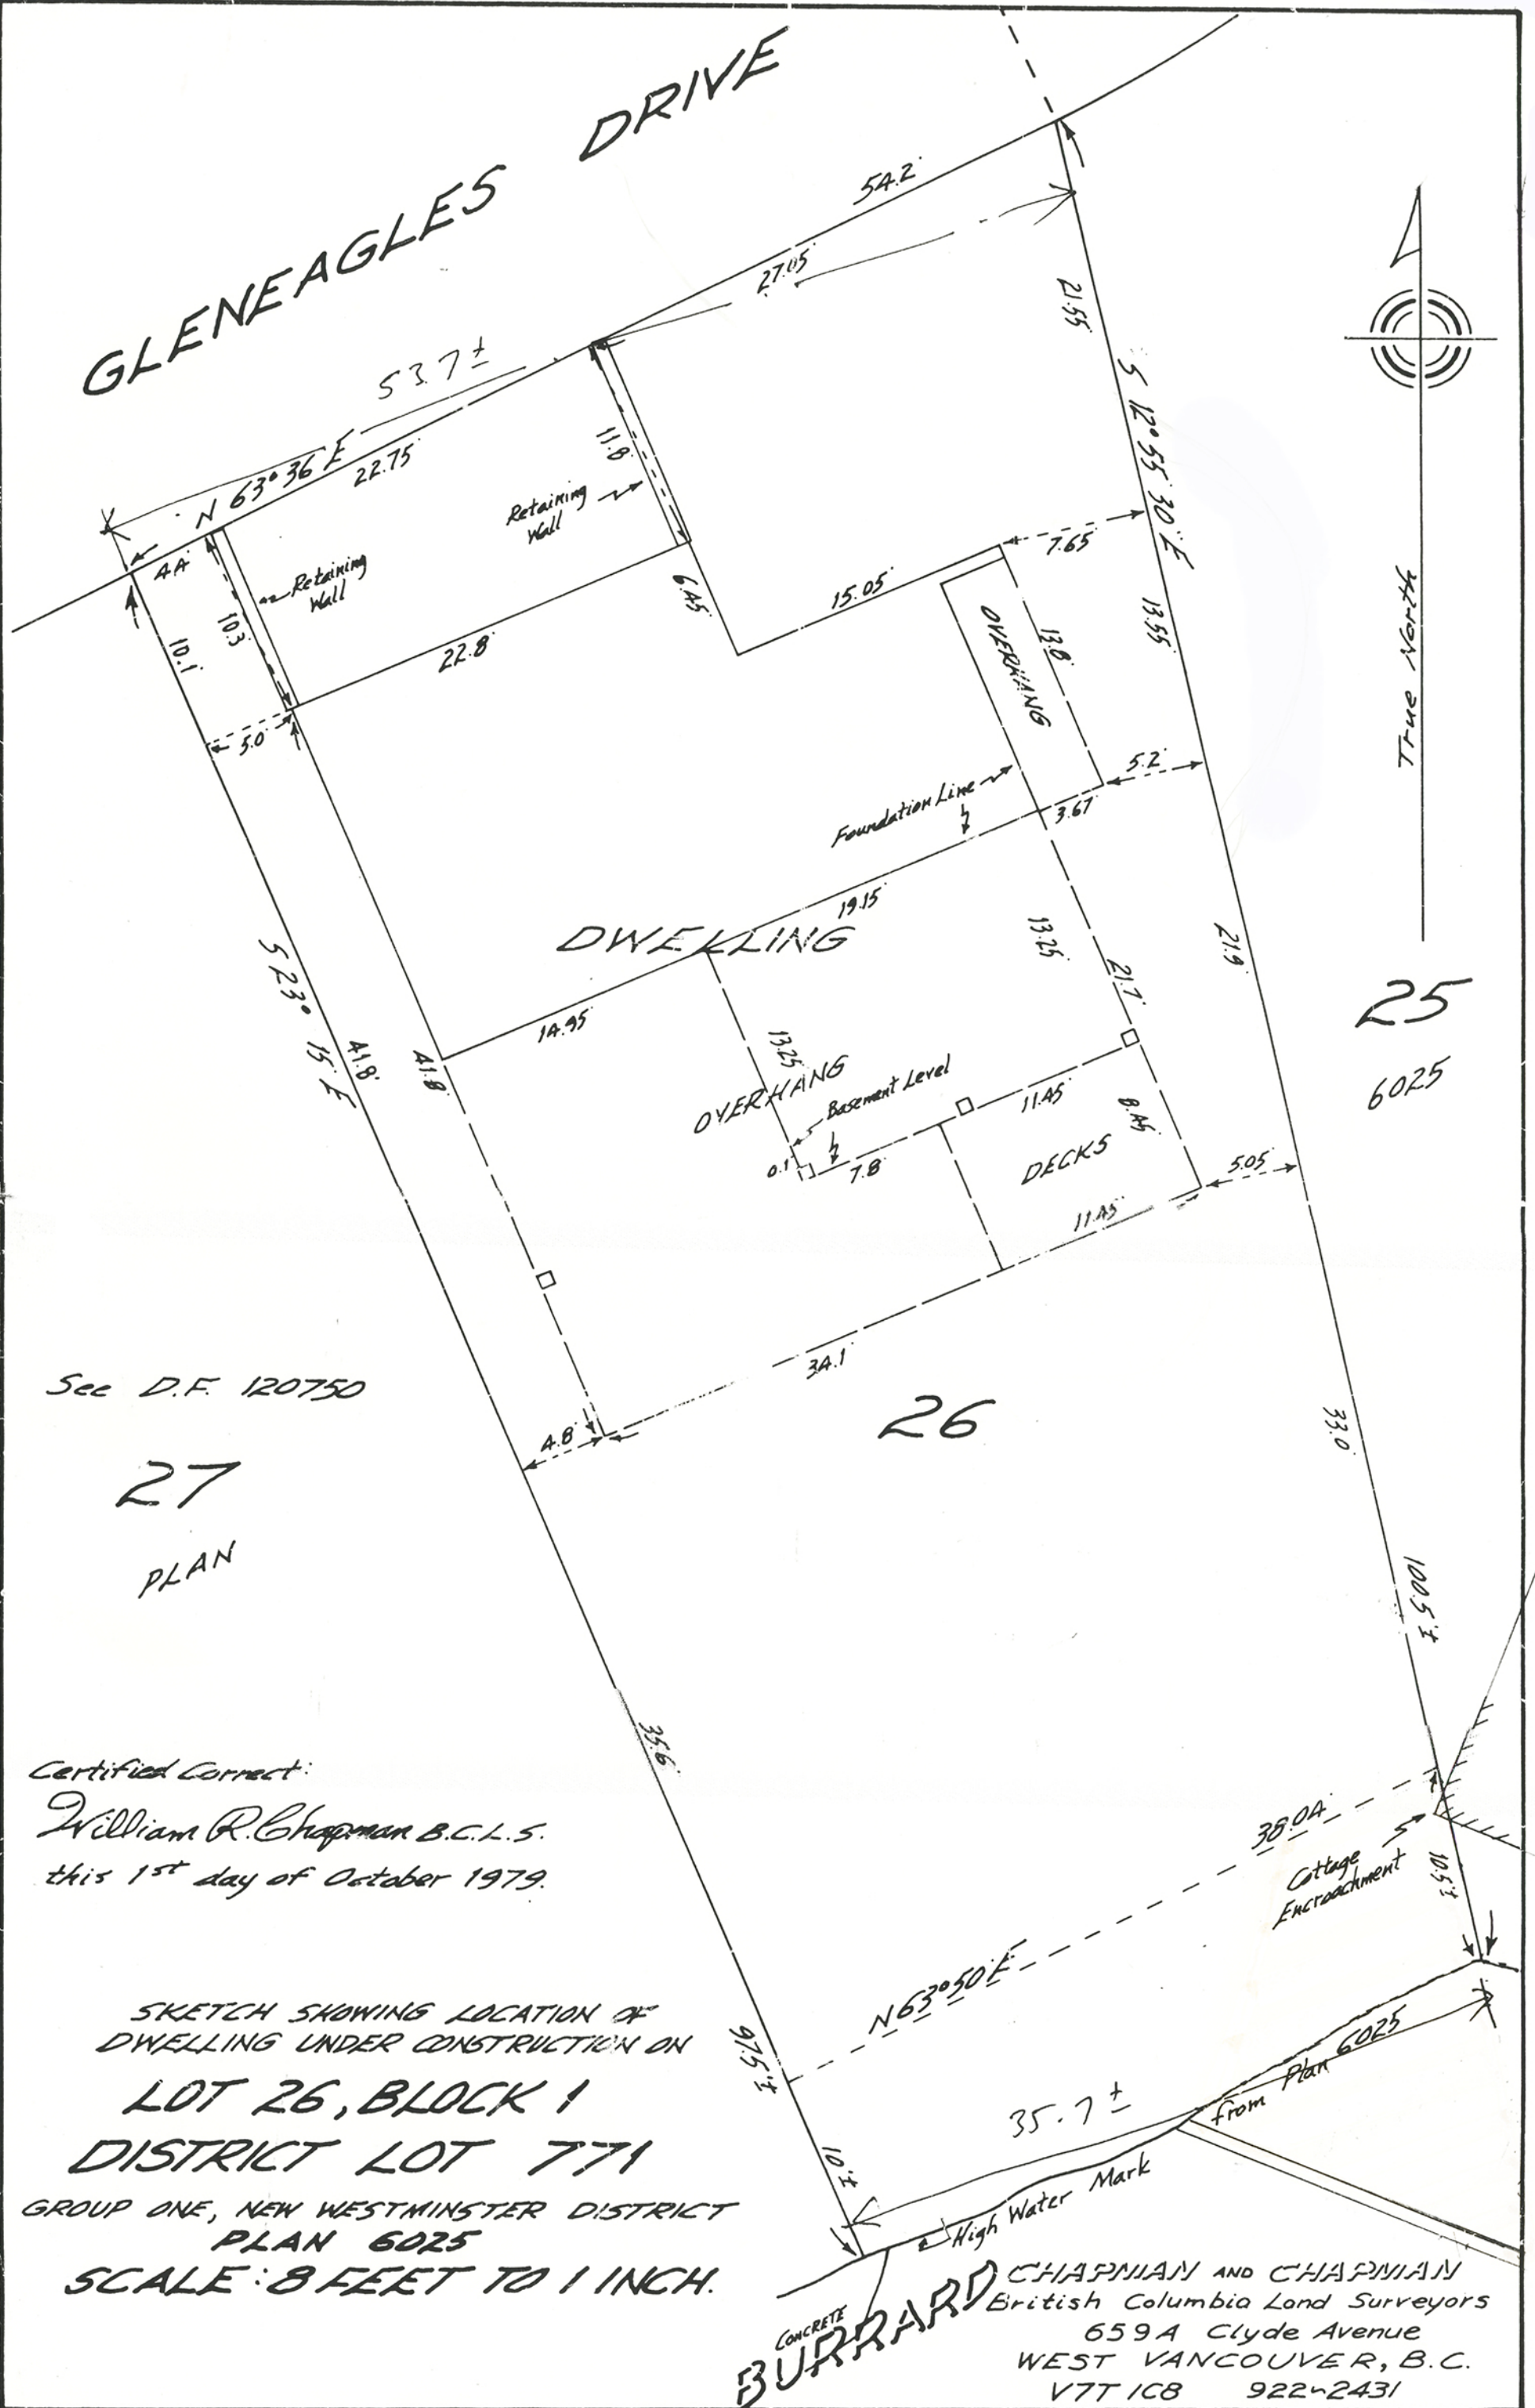 GLENEAGLES DRIVE
54.2'
27.05'
53.7 ±
N 63° 36' E
22.75'
4.4'
11.8'
Retaining
Wall
Retaining
Wall
10.3'
10.1'
5.0'
22.8'
6.45'
15.05'
7.65'
21.55'
S 12° 55' 30" E
13.55'
OVERHANG
13.8'
5.2'
3.67'
Foundation Line
True North
19.15'
DWELLING
14.95'
13.25'
13.25'
21.7'
21.9'
S 23° 15' E
41.8'
41.8'
OVERHANG
Basement Level
0.1'
7.8'
11.45'
8.45'
DECKS
11.45'
5.05'
25
6025
34.1'
4.8'
26
33.0'
See D.F. 120750
27
PLAN
100.5'±
35.6'
38.04'
Cottage
Encroachment
10.5'±
N 63° 50' E
97.5'±
10'±
35.7 ±
from Plan 6025
High Water Mark
CONCRETE
BURRARD
Certified Correct:
William R. Chapman B.C.L.S.
this 1st day of October 1979.
SKETCH SHOWING LOCATION OF
DWELLING UNDER CONSTRUCTION ON
LOT 26, BLOCK 1
DISTRICT LOT 771
GROUP ONE, NEW WESTMINSTER DISTRICT
PLAN 6025
SCALE: 8 FEET TO 1 INCH.
CHAPMAN AND CHAPMAN
British Columbia Land Surveyors
659A Clyde Avenue
WEST VANCOUVER, B.C.
V7T 1C8 922-2431